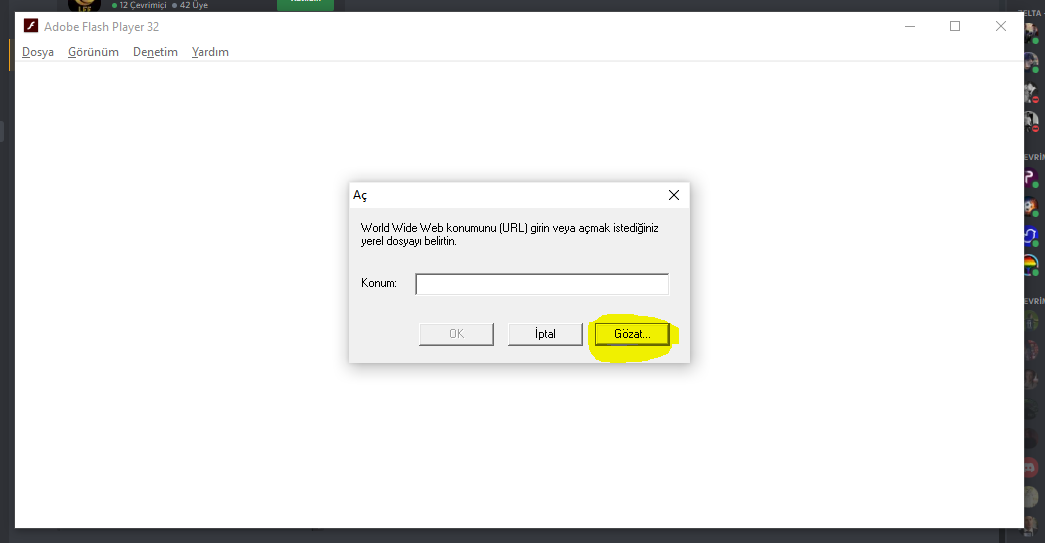 12 Çevrimiçi 42 Üye
Adobe Flash Player 32
Dosya Görünüm Denetim Yardım
Aç
World Wide Web konumunu (URL) girin veya açmak istediğiniz
yerel dosyayı belirtin.
Konum:
OK İptal Gözat...